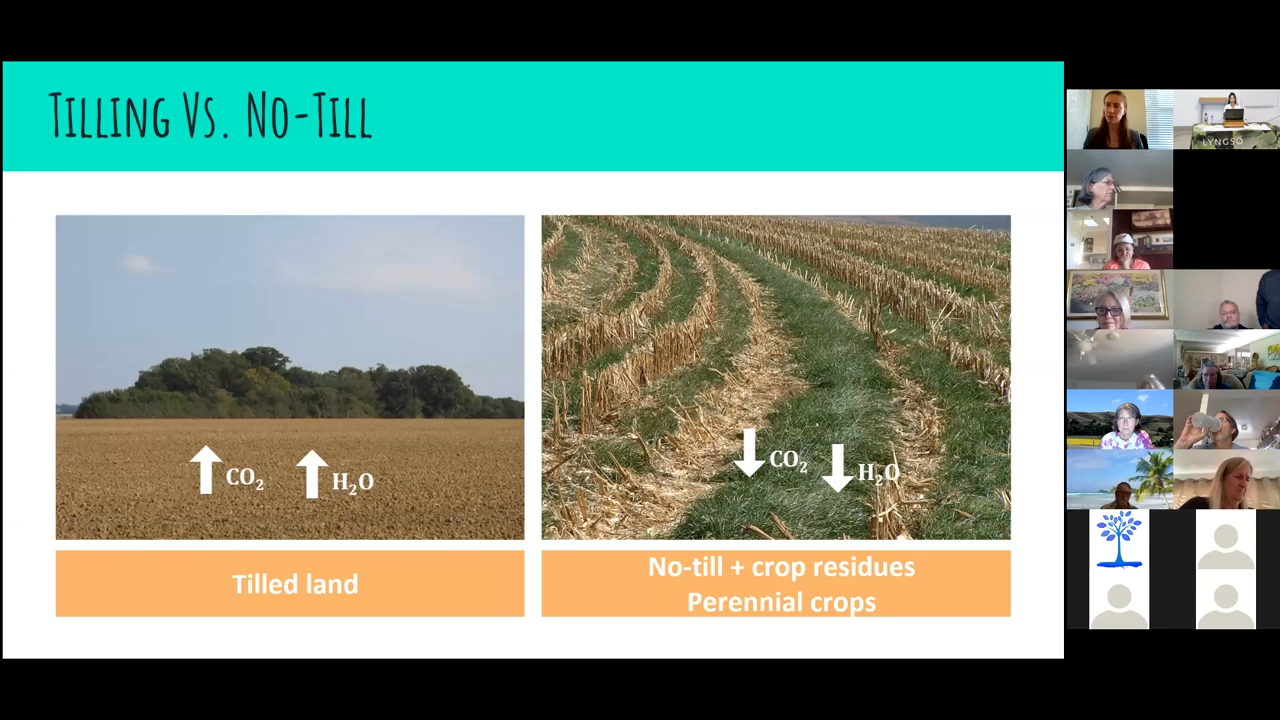 Tilling Vs. No-Till
CO₂
H₂O
CO₂
H₂O
Tilled land
No-till + crop residues
Perennial crops
LYNGSO